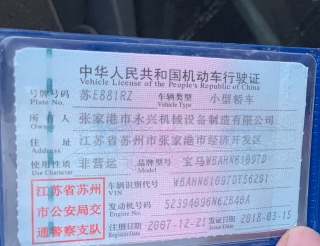 中华人民共和国机动车行驶证
Vehicle License of the People's Republic of China
号牌号码 苏E881RZ 车辆类型 小型轿车
Plate No. Vehicle Type
所有人 张家港市永兴机械设备制造有限公司
Owner
住址 江苏省苏州市张家港市经济开发区
Address
使用性质 非营运 品牌型号 宝马WBAHN61097D
Use Character Model
江苏省苏州
市公安局交
通警察支队
车辆识别代号 WBAHN61097DT56291
VIN
发动机号码 52394096N62B40A
Engine No.
注册日期 2007-12-21 发证日期 2018-03-15
Register Date Issue Date